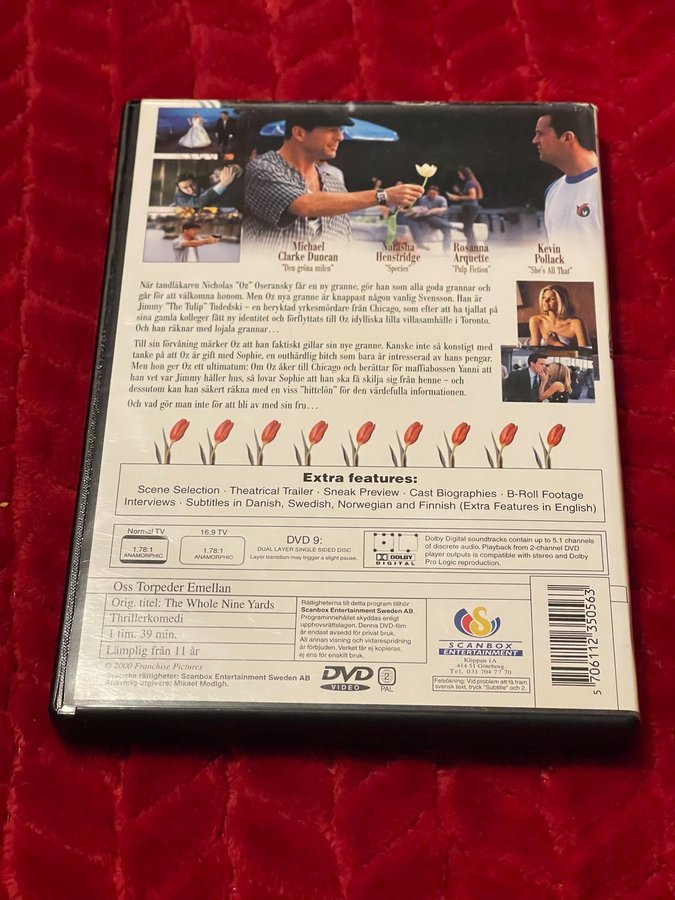 Michael
Clarke Duncan
"Den gröna milen"
Natasha
Henstridge
"Species"
Rosanna
Arquette
"Pulp Fiction"
Kevin
Pollack
"She's All That"
När tandläkaren Nicholas "Oz" Oseransky får en ny granne, gör han som alla goda grannar och
går för att välkomna honom. Men Oz nya granne är knappast någon vanlig Svensson. Han är
Jimmy "The Tulip" Tudedski – en beryktad yrkesmördare från Chicago, som efter att ha tjallat på
sina gamla kolleger fått ny identitet och förflyttats till Oz idylliska lilla villasamhälle i Toronto.
Och han räknar med lojala grannar…
Till sin förvåning märker Oz att han faktiskt gillar sin nye granne. Kanske inte så konstigt med
tanke på att Oz är gift med Sophie, en outhärdlig bitch som bara är intresserad av hans pengar.
Men hon ger Oz ett ultimatum: Om Oz åker till Chicago och berättar för maffiabossen Yanni att
han vet var Jimmy håller hus, så lovar Sophie att han ska få skilja sig från henne – och
dessutom kan han säkert räkna med en viss "hittelön" för den värdefulla informationen.
Och vad gör man inte för att bli av med sin fru…
Extra features:
Scene Selection · Theatrical Trailer · Sneak Preview · Cast Biographies · B-Roll Footage
Interviews · Subtitles in Danish, Swedish, Norwegian and Finnish (Extra Features in English)
Normal TV
1.78:1
ANAMORPHIC
16:9 TV
1.78:1
ANAMORPHIC
DVD 9:
DUAL LAYER SINGLE SIDED DISC
Layer transition may trigger a slight pause.
DOLBY
DIGITAL
Dolby Digital soundtracks contain up to 5.1 channels
of discrete audio. Playback from 2-channel DVD
player outputs is compatible with stereo and Dolby
Pro Logic reproduction.
Oss Torpeder Emellan
Orig. titel: The Whole Nine Yards
Thrillerkomedi
1 tim. 39 min.
Lämplig från 11 år
© 2000 Franchise Pictures
Svenska rättigheter: Scanbox Entertainment Sweden AB
Ansvarig utgivare: Mikael Modigh.
Rättigheterna till detta program tillhör
Scanbox Entertainment Sweden AB.
Programinnehållet skyddas enligt
upphovsrättslagen. Denna DVD-film
är endast avsedd för privat bruk.
All annan visning och vidarespridning
är förbjuden. Verket får ej kopieras,
ej ens för enskilt bruk.
DVD
VIDEO
2
PAL
SCANBOX
ENTERTAINMENT
Klippan 1A
414 51 Göteborg
Tel. 031 704 77 70
Felsökning: Vid problem att få fram
svensk text, tryck "Subtitle" och 2.
5 706112 350563